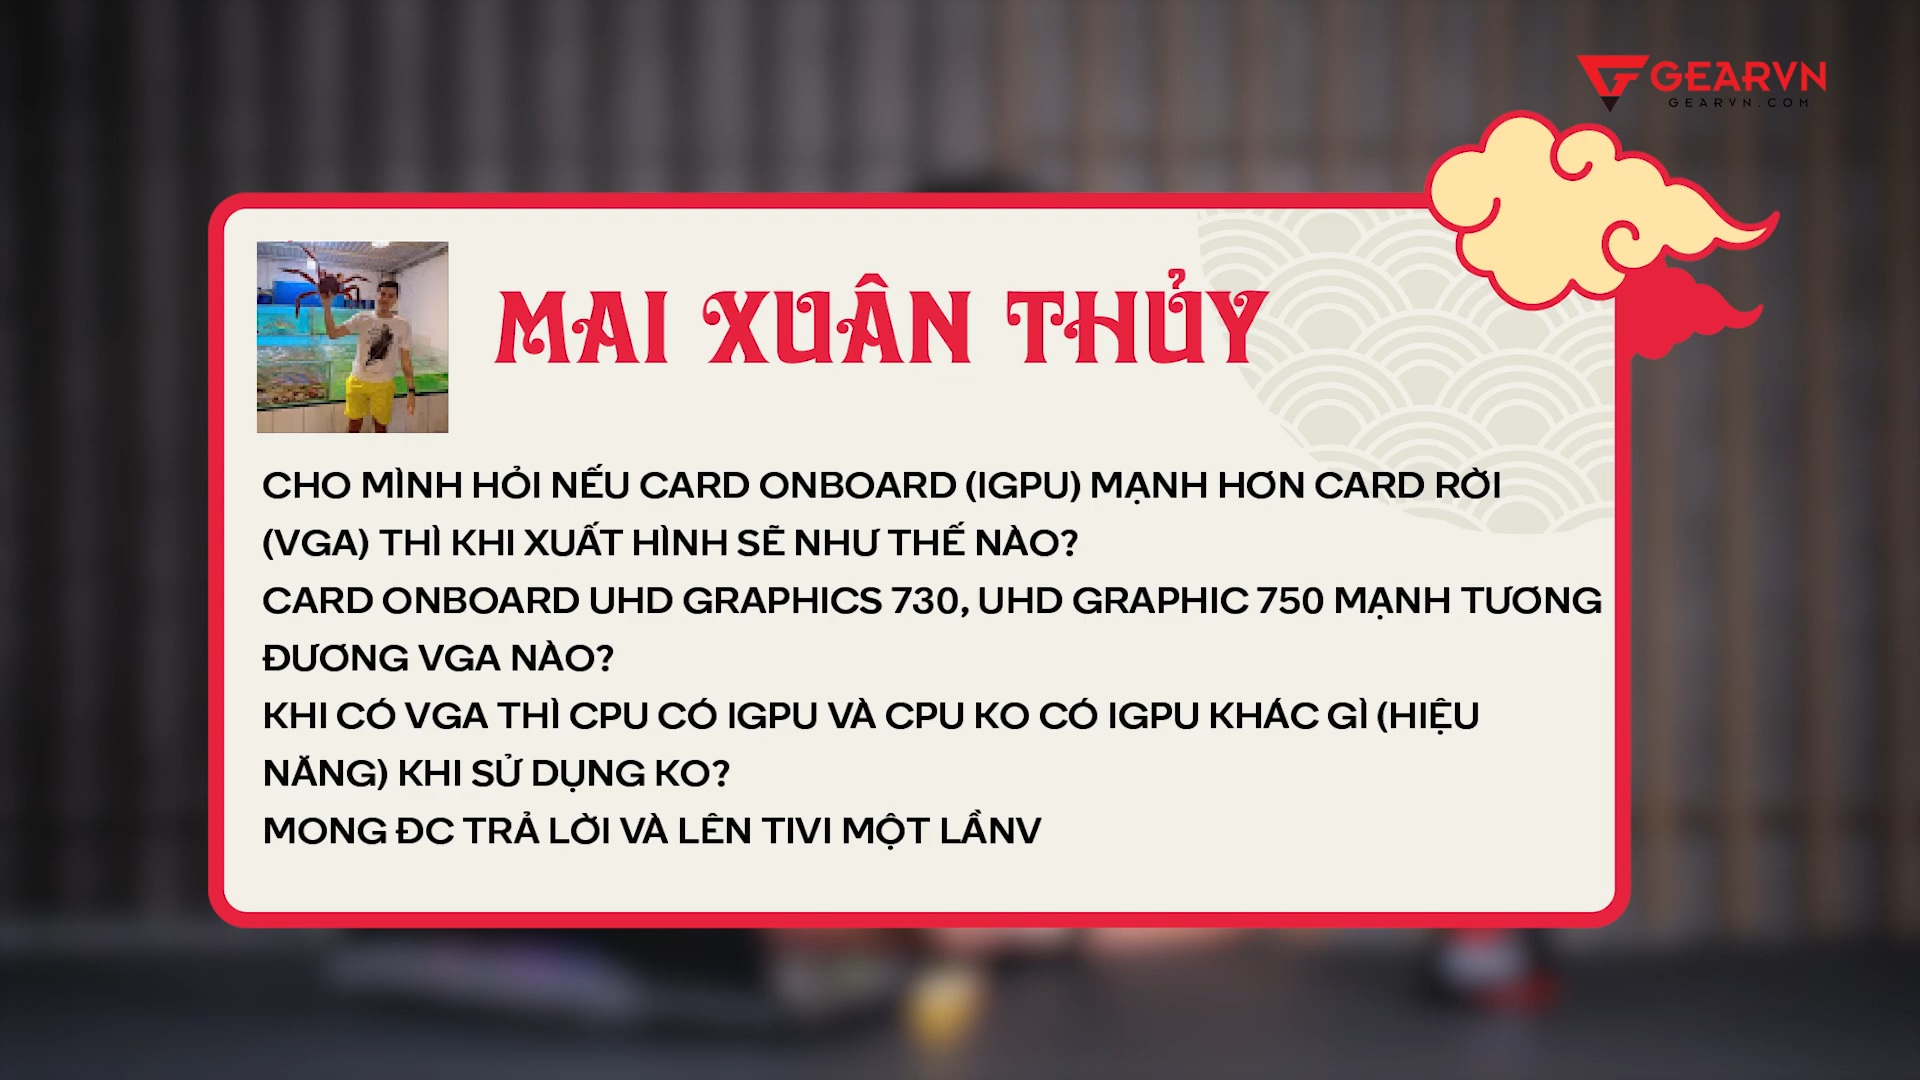 GEARVN
GEARVN.COM
MAI XUÂN THỦY
CHO MÌNH HỎI NẾU CARD ONBOARD (IGPU) MẠNH HƠN CARD RỜI
(VGA) THÌ KHI XUẤT HÌNH SẼ NHƯ THẾ NÀO?
CARD ONBOARD UHD GRAPHICS 730, UHD GRAPHIC 750 MẠNH TƯƠNG
ĐƯƠNG VGA NÀO?
KHI CÓ VGA THÌ CPU CÓ IGPU VÀ CPU KO CÓ IGPU KHÁC GÌ (HIỆU
NĂNG) KHI SỬ DỤNG KO?
MONG ĐC TRẢ LỜI VÀ LÊN TIVI MỘT LẦNV